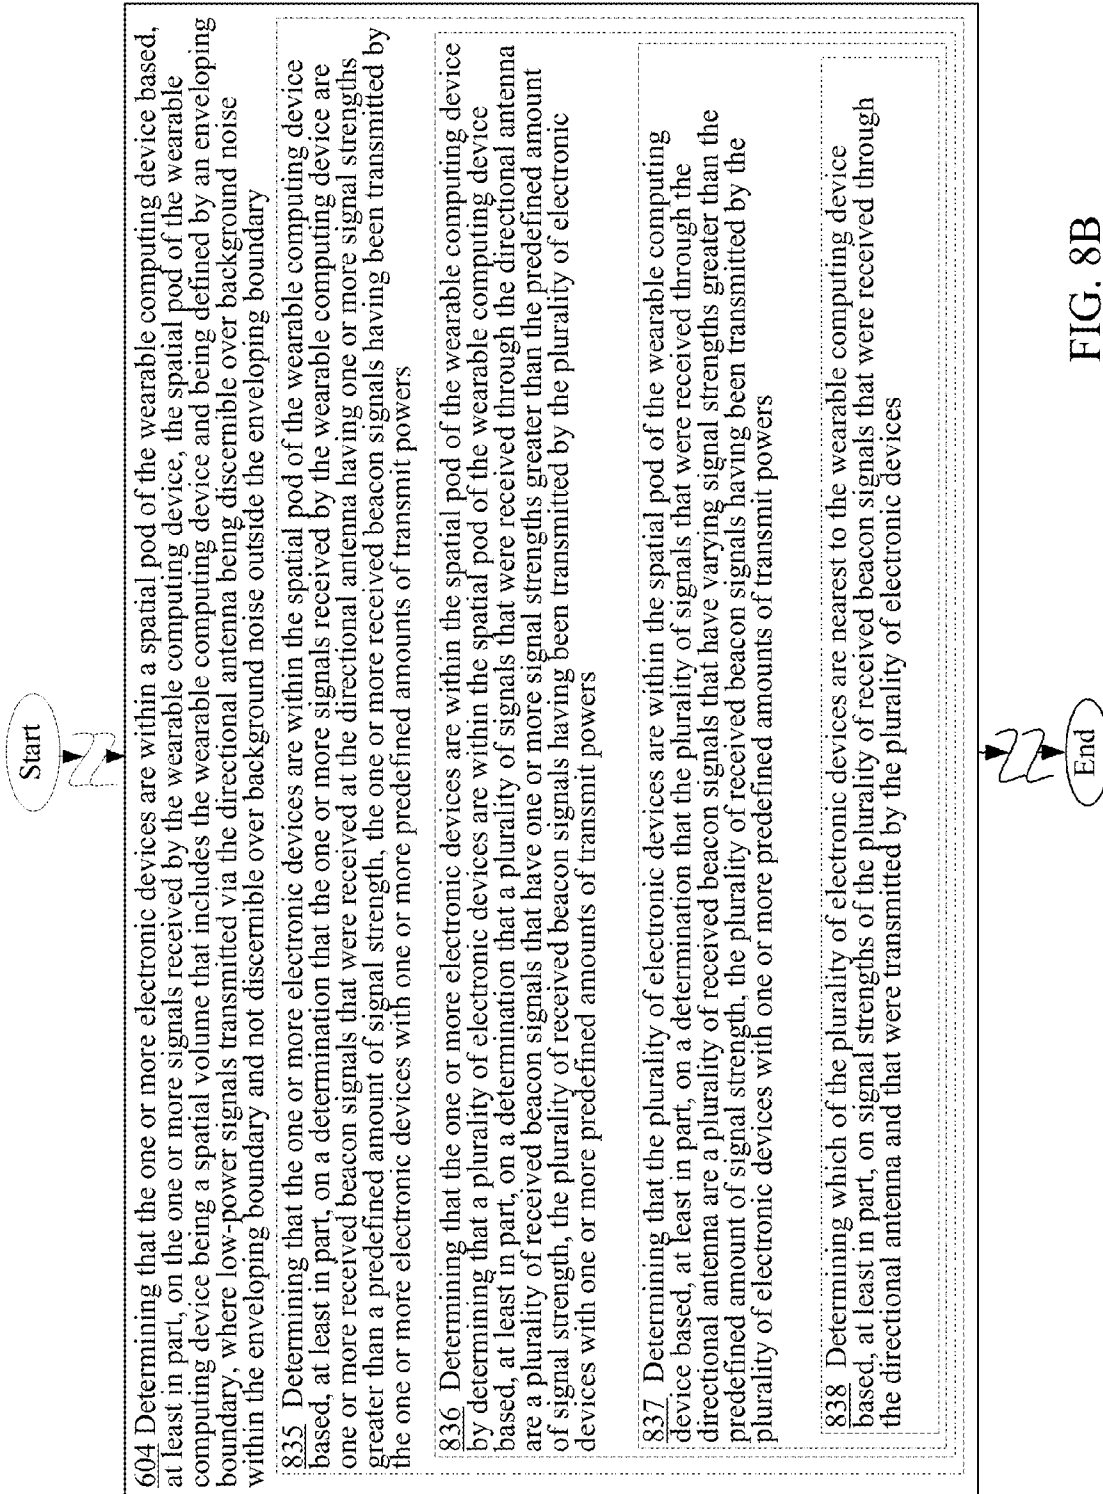 Start
604 Determining that the one or more electronic devices are within a spatial pod of the wearable computing device based,
at least in part, on the one or more signals received by the wearable computing device, the spatial pod of the wearable
computing device being a spatial volume that includes the wearable computing device and being defined by an enveloping
boundary, where low-power signals transmitted via the directional antenna being discernible over background noise
within the enveloping boundary and not discernible over background noise outside the enveloping boundary
835 Determining that the one or more electronic devices are within the spatial pod of the wearable computing device
based, at least in part, on a determination that the one or more signals received by the wearable computing device are
one or more received beacon signals that were received at the directional antenna having one or more signal strengths
greater than a predefined amount of signal strength, the one or more received beacon signals having been transmitted by
the one or more electronic devices with one or more predefined amounts of transmit powers
836 Determining that the one or more electronic devices are within the spatial pod of the wearable computing device
by determining that a plurality of electronic devices are within the spatial pod of the wearable computing device
based, at least in part, on a determination that a plurality of signals that were received through the directional antenna
are a plurality of received beacon signals that have one or more signal strengths greater than the predefined amount
of signal strength, the plurality of received beacon signals having been transmitted by the plurality of electronic
devices with one or more predefined amounts of transmit powers
837 Determining that the plurality of electronic devices are within the spatial pod of the wearable computing
device based, at least in part, on a determination that the plurality of signals that were received through the
directional antenna are a plurality of received beacon signals that have varying signal strengths greater than the
predefined amount of signal strength, the plurality of received beacon signals having been transmitted by the
plurality of electronic devices with one or more predefined amounts of transmit powers
838 Determining which of the plurality of electronic devices are nearest to the wearable computing device
based, at least in part, on signal strengths of the plurality of received beacon signals that were received through
the directional antenna and that were transmitted by the plurality of electronic devices
End
FIG. 8B